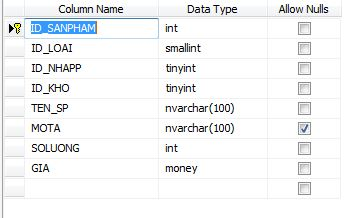 Column Name Data Type Allow Nulls
ID_SANPHAM int
ID_LOAI smallint
ID_NHAPP tinyint
ID_KHO tinyint
TEN_SP nvarchar(100)
MOTA nvarchar(100)
SOLUONG int
GIA money